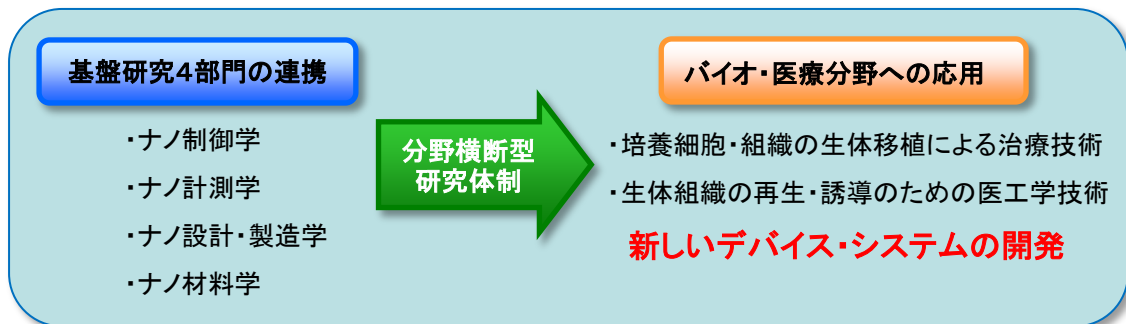 基盤研究4部門の連携
・ナノ制御学
・ナノ計測学
・ナノ設計・製造学
・ナノ材料学
分野横断型
研究体制
バイオ・医療分野への応用
・培養細胞・組織の生体移植による治療技術
・生体組織の再生・誘導のための医工学技術
新しいデバイス・システムの開発